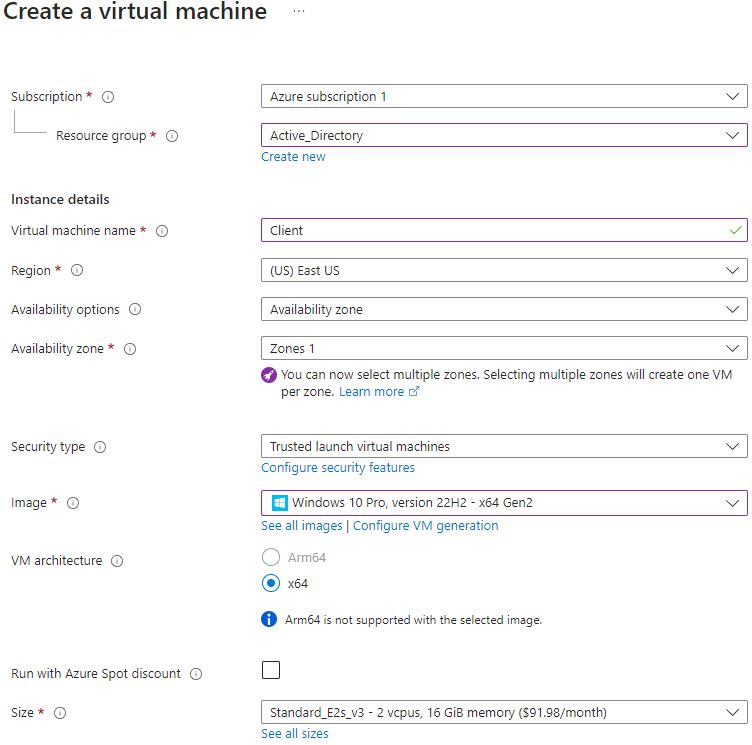 Create a virtual machine ...
Subscription *
Azure subscription 1
Resource group *
Active_Directory
Create new
Instance details
Virtual machine name *
Client
Region *
(US) East US
Availability options
Availability zone
Availability zone *
Zones 1
You can now select multiple zones. Selecting multiple zones will create one VM
per zone. Learn more
Security type
Trusted launch virtual machines
Configure security features
Image *
Windows 10 Pro, version 22H2 - x64 Gen2
See all images | Configure VM generation
VM architecture
Arm64
x64
Arm64 is not supported with the selected image.
Run with Azure Spot discount
Size *
Standard_E2s_v3 - 2 vcpus, 16 GiB memory ($91.98/month)
See all sizes